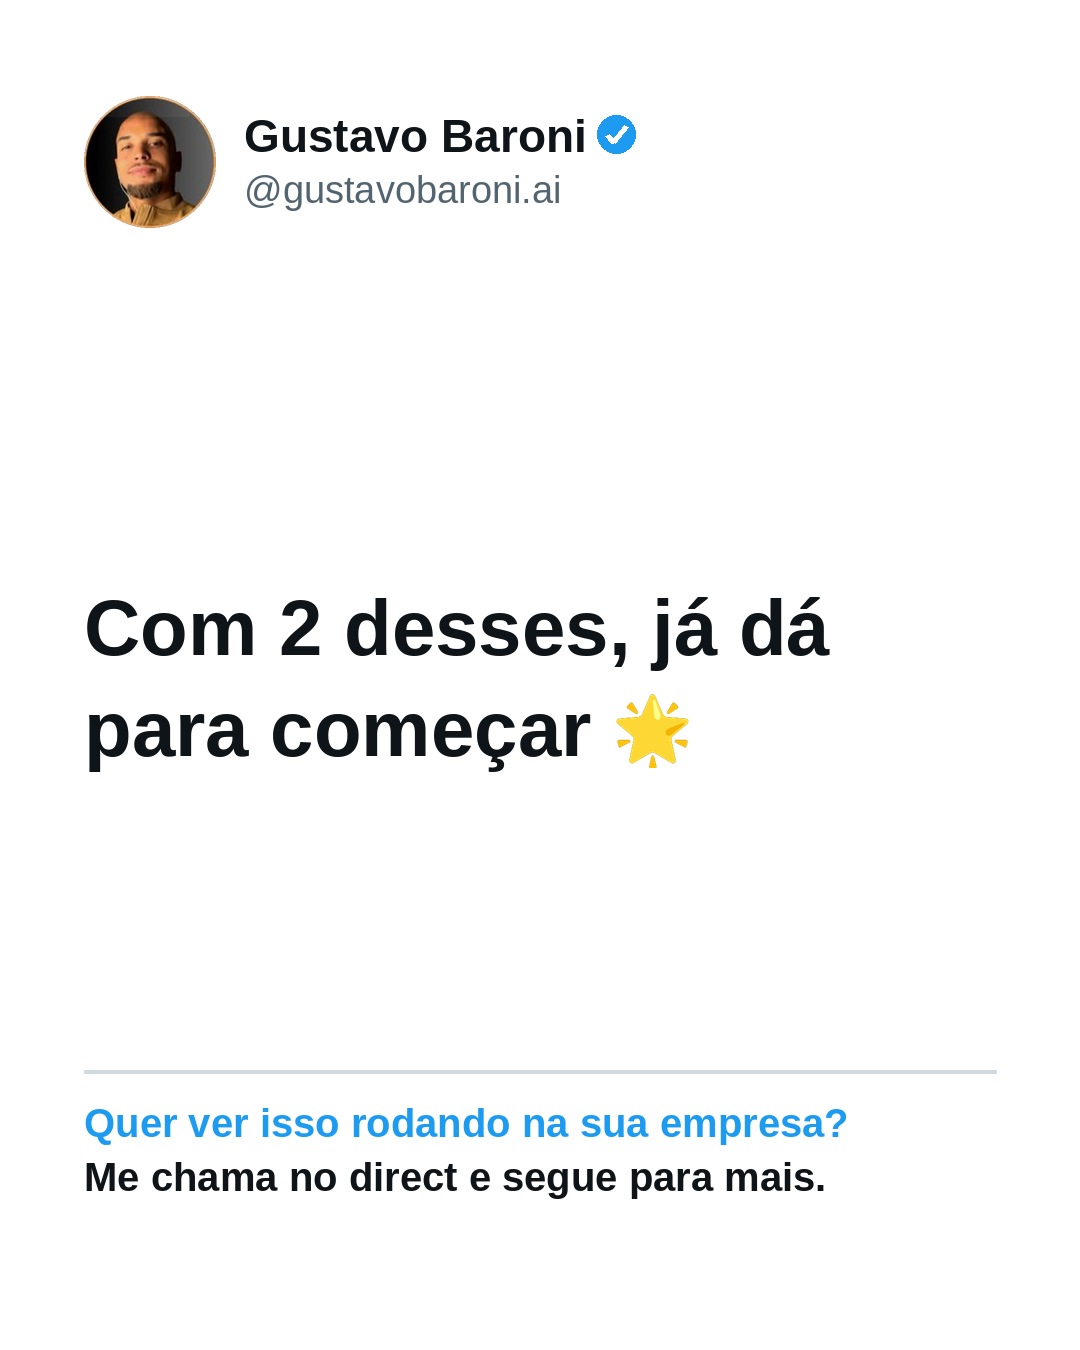 Gustavo Baroni
@gustavobaroni.ai
Com 2 desses, já dá
para começar 🌟
Quer ver isso rodando na sua empresa?
Me chama no direct e segue para mais.